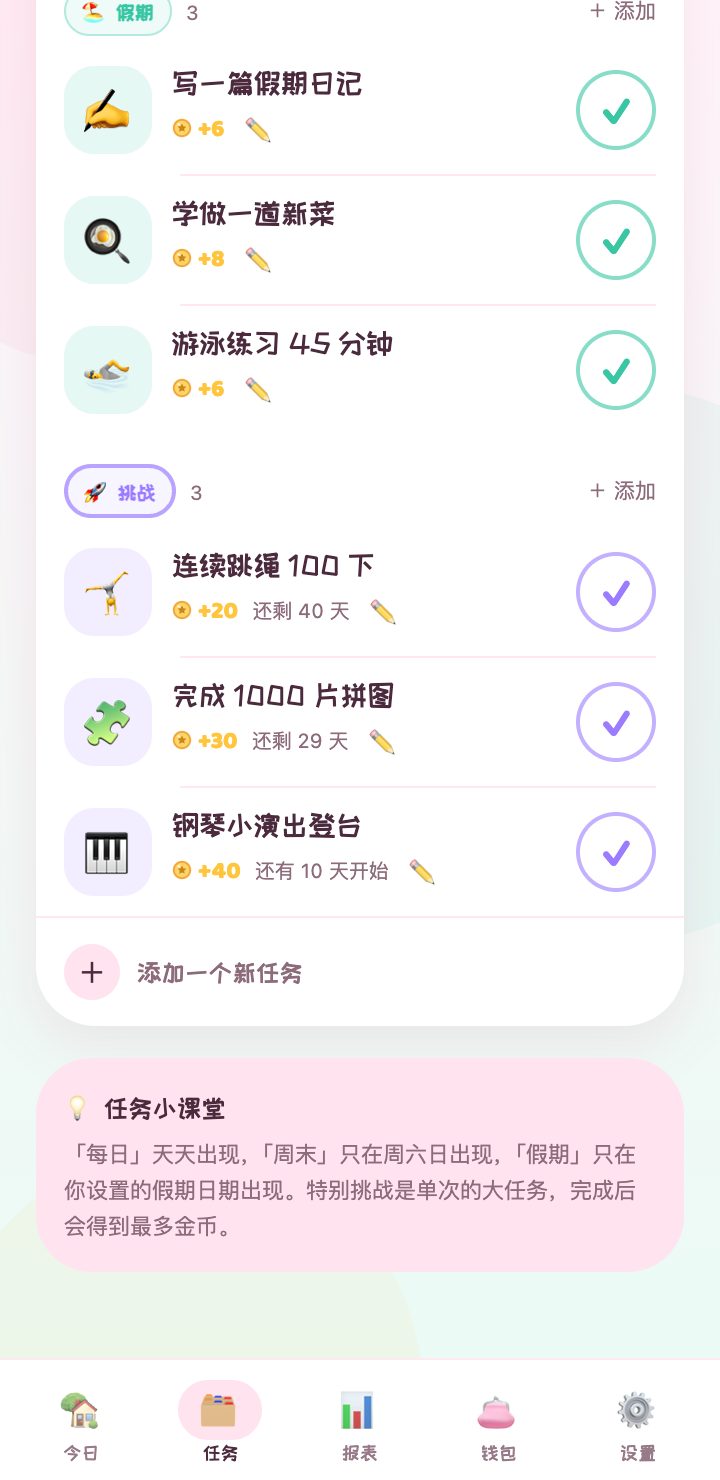 假期 3 + 添加
写一篇假期日记
+6
学做一道新菜
+8
游泳练习 45 分钟
+6
挑战 3 + 添加
连续跳绳 100 下
+20 还剩 40 天
完成 1000 片拼图
+30 还剩 29 天
钢琴小演出登台
+40 还有 10 天开始
+ 添加一个新任务
任务小课堂
「每日」天天出现，「周末」只在周六日出现，「假期」只在
你设置的假期日期出现。特别挑战是单次的大任务，完成后
会得到最多金币。
今日 任务 报表 钱包 设置